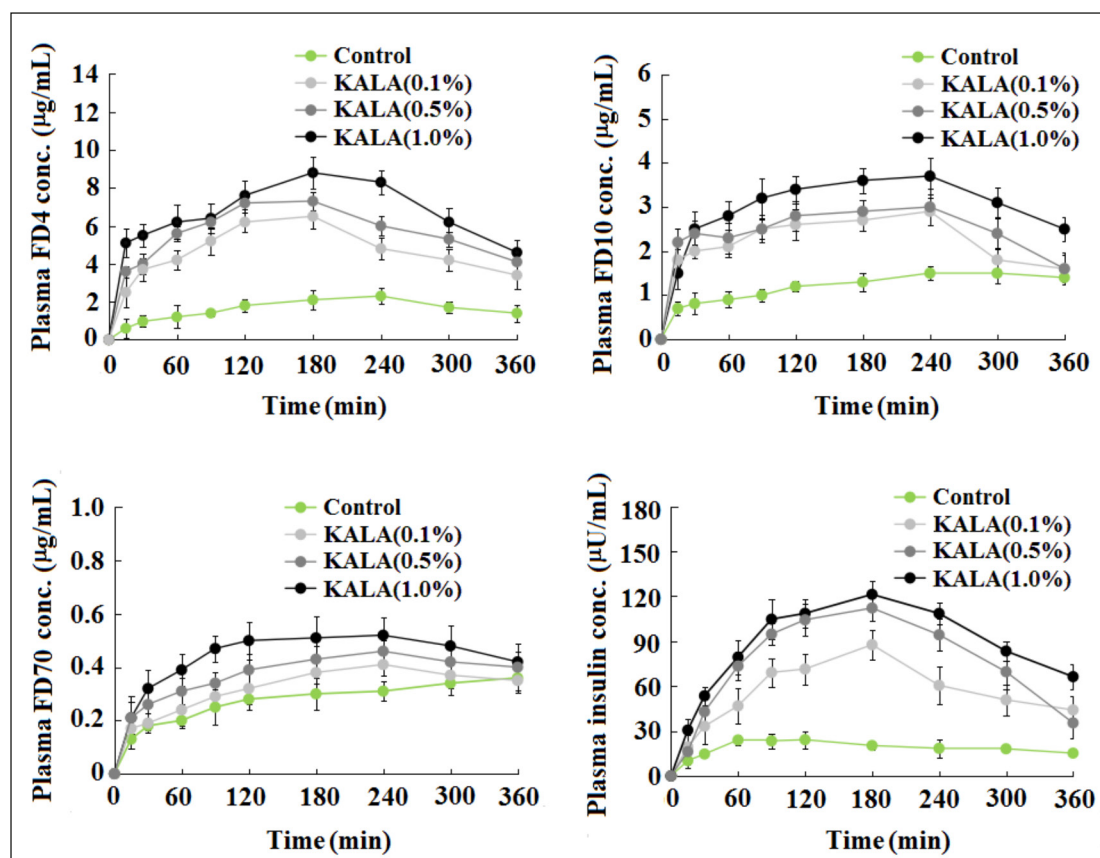 Control
KALA(0.1%)
KALA(0.5%)
KALA(1.0%)
Plasma FD4 conc. (μg/mL)
14
12
10
8
6
4
2
0
0 60 120 180 240 300 360
Time (min)
Control
KALA(0.1%)
KALA(0.5%)
KALA(1.0%)
Plasma FD10 conc. (μg/mL)
6
5
4
3
2
1
0
0 60 120 180 240 300 360
Time (min)
Control
KALA(0.1%)
KALA(0.5%)
KALA(1.0%)
Plasma FD70 conc. (μg/mL)
1.0
0.8
0.6
0.4
0.2
0
0 60 120 180 240 300 360
Time (min)
Control
KALA(0.1%)
KALA(0.5%)
KALA(1.0%)
Plasma insulin conc. (μU/mL)
180
150
120
90
60
30
0
0 60 120 180 240 300 360
Time (min)